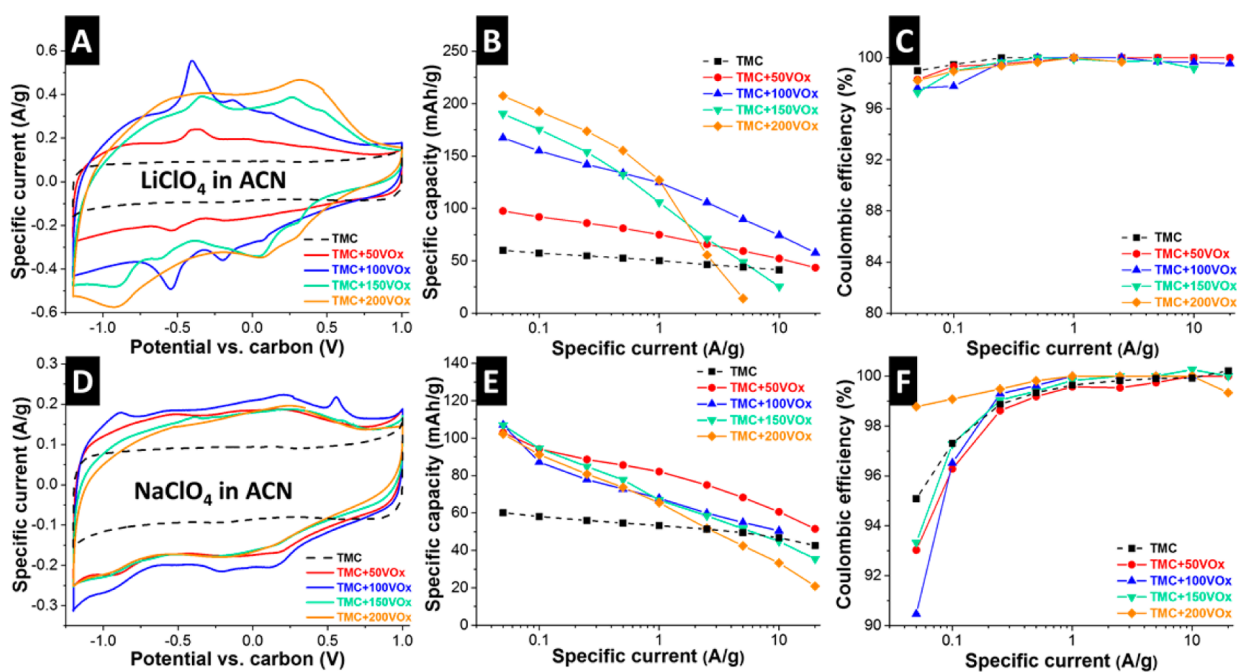 A
Specific current (A/g)
0.6
0.4
0.2
0.0
-0.2
-0.4
-0.6
LiClO₄ in ACN
TMC
TMC+50VOx
TMC+100VOx
TMC+150VOx
TMC+200VOx
-1.0 -0.5 0.0 0.5 1.0
Potential vs. carbon (V)
B
Specific capacity (mAh/g)
250
225
200
175
150
125
100
75
50
25
0
TMC
TMC+50VOx
TMC+100VOx
TMC+150VOx
TMC+200VOx
0.1 1 10
Specific current (A/g)
C
Coulombic efficiency (%)
100
96
92
88
84
80
TMC
TMC+50VOx
TMC+100VOx
TMC+150VOx
TMC+200VOx
0.1 1 10
Specific current (A/g)
D
Specific current (A/g)
0.3
0.2
0.1
0.0
-0.1
-0.2
-0.3
NaClO₄ in ACN
TMC
TMC+50VOx
TMC+100VOx
TMC+150VOx
TMC+200VOx
-1.0 -0.5 0.0 0.5 1.0
Potential vs. carbon (V)
E
Specific capacity (mAh/g)
140
120
100
80
60
40
20
0
TMC
TMC+50VOx
TMC+100VOx
TMC+150VOx
TMC+200VOx
0.1 1 10
Specific current (A/g)
F
Coulombic efficiency (%)
100
98
96
94
92
90
TMC
TMC+50VOx
TMC+100VOx
TMC+150VOx
TMC+200VOx
0.1 1 10
Specific current (A/g)